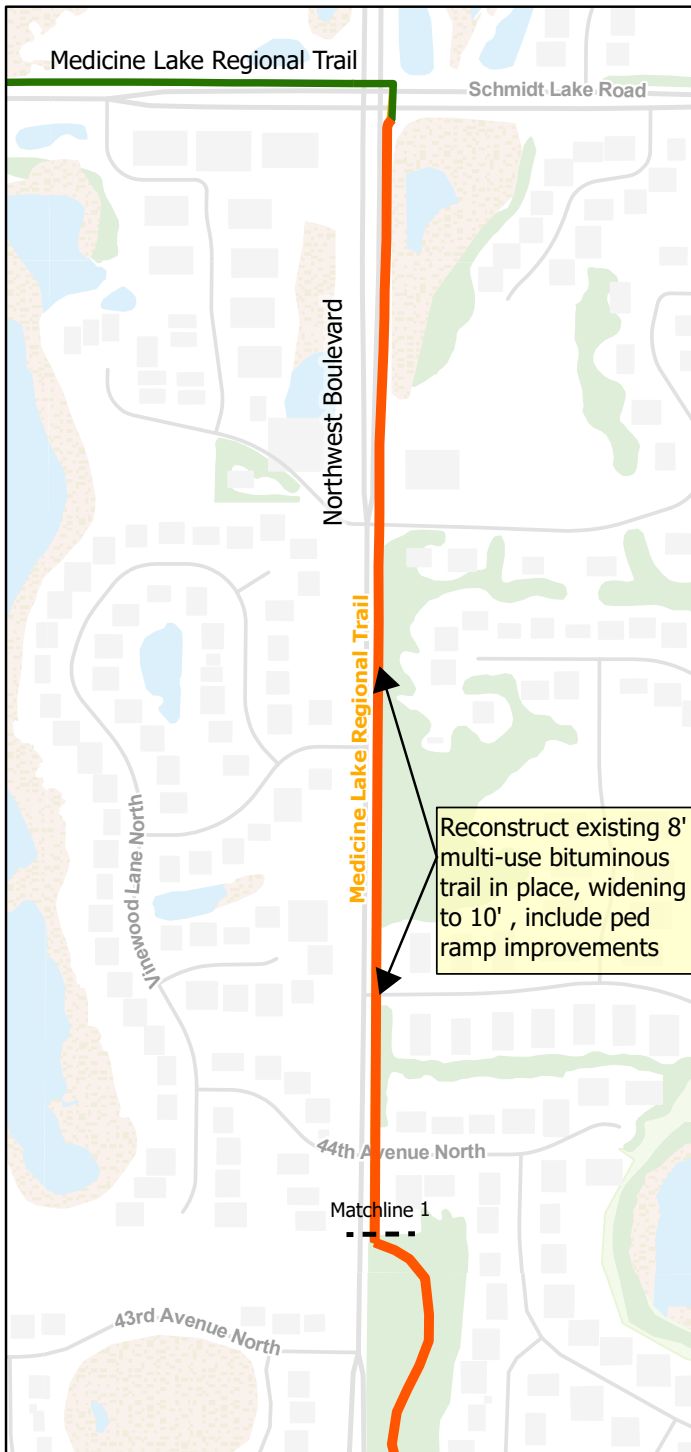 Medicine Lake Regional Trail
Schmidt Lake Road
Northwest Boulevard
Medicine Lake Regional Trail
Reconstruct existing 8'
multi-use bituminous
trail in place, widening
to 10' , include ped
ramp improvements
Vinewood Lane North
44th Avenue North
Matchline 1
43rd Avenue North